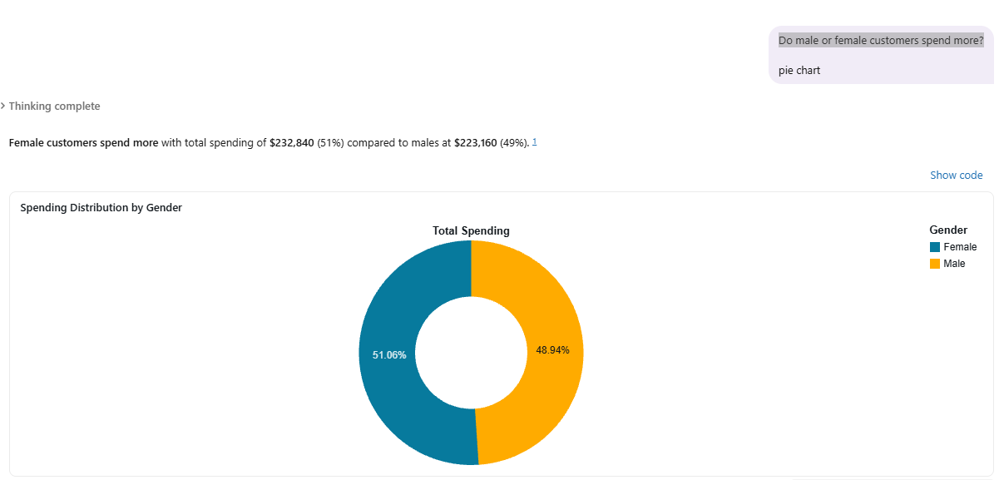 Do male or female customers spend more?
pie chart
Thinking complete
Female customers spend more with total spending of $232,840 (51%) compared to males at $223,160 (49%). 1
Show code
Spending Distribution by Gender
Total Spending
Gender
Female
Male
51.06%
48.94%